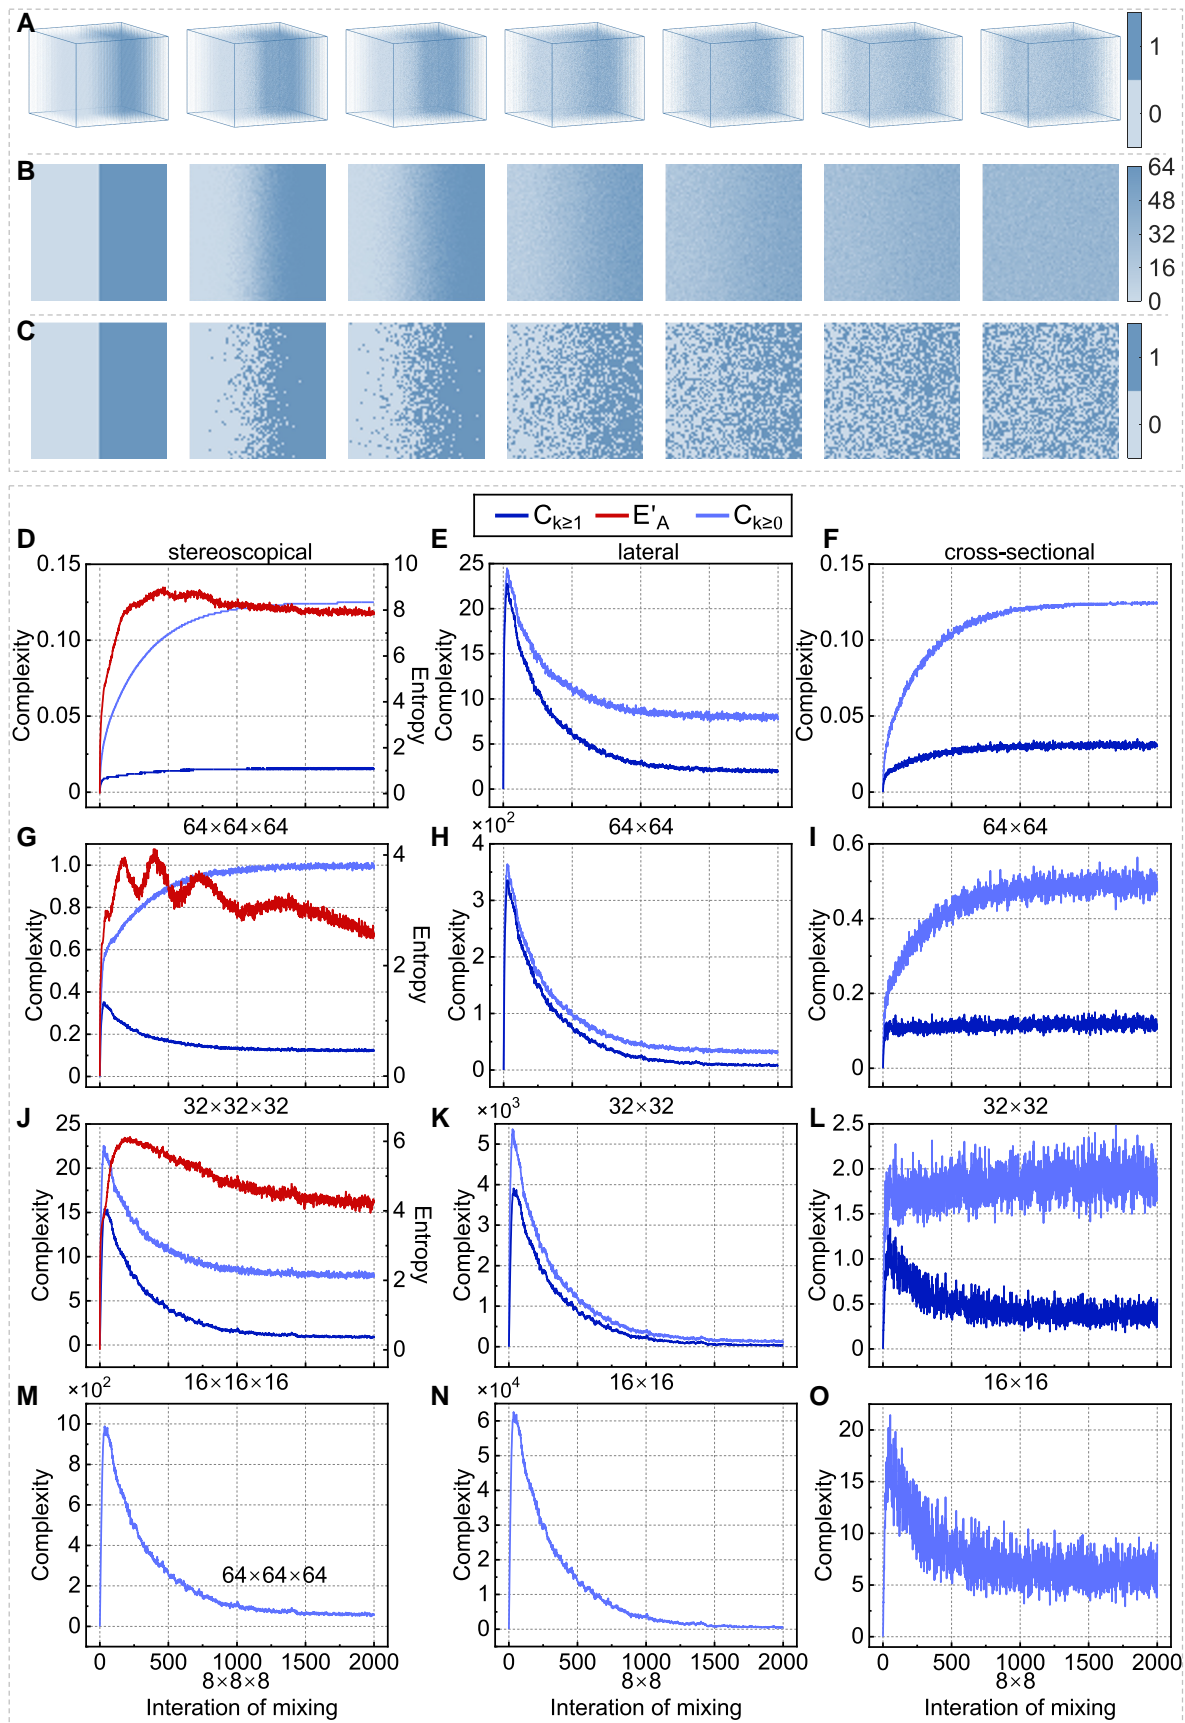 A
1
0
B
64
48
32
16
0
C
1
0
C k≥1 E'A C k≥0
D stereoscopical E lateral F cross-sectional
0.15
0.10
0.05
0
Complexity
10
8
6
4
2
0
Entropy
25
20
15
10
5
0
Complexity
0.15
0.10
0.05
0
Complexity
64×64×64
64×64
64×64
G
1.0
0.8
0.6
0.4
0.2
0
Complexity
4
2
0
Entropy
H
×10²
4
3
2
1
0
Complexity
I
0.6
0.4
0.2
0
Complexity
32×32×32
32×32
32×32
J
25
20
15
10
5
0
Complexity
6
4
2
0
Entropy
K
×10³
5
4
3
2
1
0
Complexity
L
2.5
2.0
1.5
1.0
0.5
0
Complexity
16×16×16
16×16
16×16
M
×10²
10
8
6
4
2
0
Complexity
64×64×64
0 500 1000 1500 2000
8×8×8
Interation of mixing
N
×10⁴
6
5
4
3
2
1
0
Complexity
0 500 1000 1500 2000
8×8
Interation of mixing
O
20
15
10
5
0
Complexity
0 500 1000 1500 2000
8×8
Interation of mixing